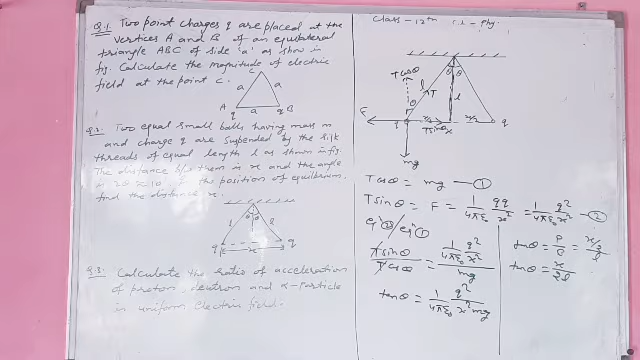 Q.1. Two point charges q are placed at the
vertices A and B of an equilateral
triangle ABC of side 'a' as show in
fig. Calculate the magnitude of electric
field at the point C.
C
a a
A a B
q q
Two equal small balls having mass m
and charge q are suspended by the silk
threads of equal length l as shown in fig.
The distance b/w them is x and the angle
the position of equilibrium.
find the distance x.
θ θ
l l
q x q
Q.3. Calculate the ratio of acceleration
of proton, deutron and α-particle
in uniform electric field.
Class-12th phy.
θ θ
Tcosθ l T l
θ
F x/2 x/2
q Tsinθ x q
mg
Tcosθ = mg — ①
Tsinθ = F = 1/4πε₀ qq/x² = 1/4πε₀ q²/x² — ②
eqⁿ②/eqⁿ①
Tsinθ/Tcosθ = 1/4πε₀ q²/x² / mg
tanθ = 1/4πε₀ q²/x² mg
tanθ = P/B = x/2/l
tanθ = x/2l